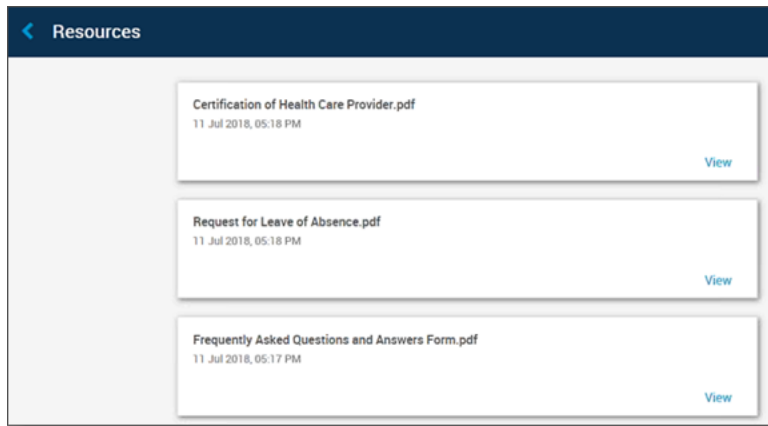 Resources
Certification of Health Care Provider.pdf
11 Jul 2018, 05:18 PM
View
Request for Leave of Absence.pdf
11 Jul 2018, 05:18 PM
View
Frequently Asked Questions and Answers Form.pdf
11 Jul 2018, 05:17 PM
View